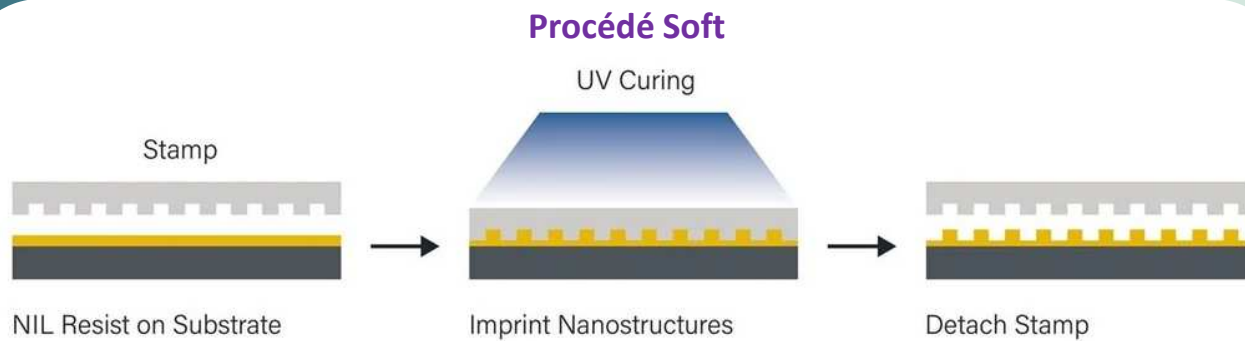 Procédé Soft
UV Curing
Stamp
NIL Resist on Substrate
Imprint Nanostructures
Detach Stamp